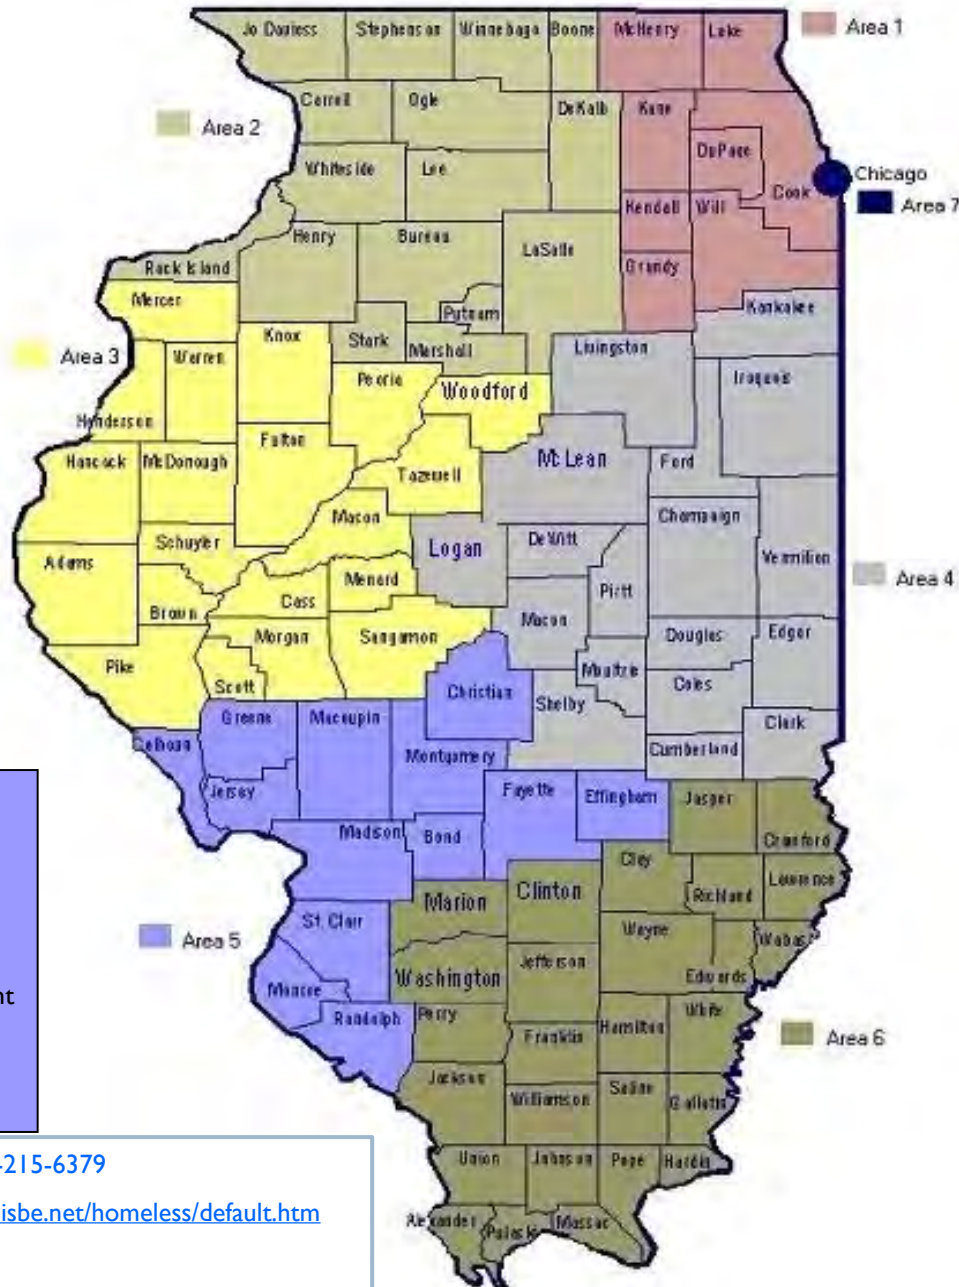 Jo Daviess Stephenson Winnebago Boone McHenry Lake Area 1
Carroll Ogle DeKalb Kane
Area 2 DuPage
Whiteside Lee Chicago
Cook
Kendall Will Area 7
Henry Bureau LaSalle
Rock Island Grundy
Mercer Putnam Kankakee
Area 3 Warren Knox Stark Marshall Livingston
Peoria Woodford Iroquois
Henderson
Hancock McDonough Fulton Tazewell McLean Ford
Macon Champaign
Schuyler Logan DeWitt
Adams Menard Vermilion Area 4
Brown Cass Piatt
Morgan Sangamon Macon Douglas Edger
Pike Scott Christian Moultrie Coles
Shelby
Calhoun Greene Macoupin Clark
Montgomery Cumberland
Jersey Fayette Effingham Jasper
Madison Bond Crawford
Clay Lawrence
Marion Clinton Richland
St. Clair Wayne
Area 5 Wabash
Washington Jefferson Edwards
Monroe
nt
Randolph Perry White
Franklin Hamilton Area 6
Jackson
Williamson Saline Gallatin
-215-6379
Union Johnson Pope Hardin
isbe.net/homeless/default.htm
Alexander Pulaski Massac